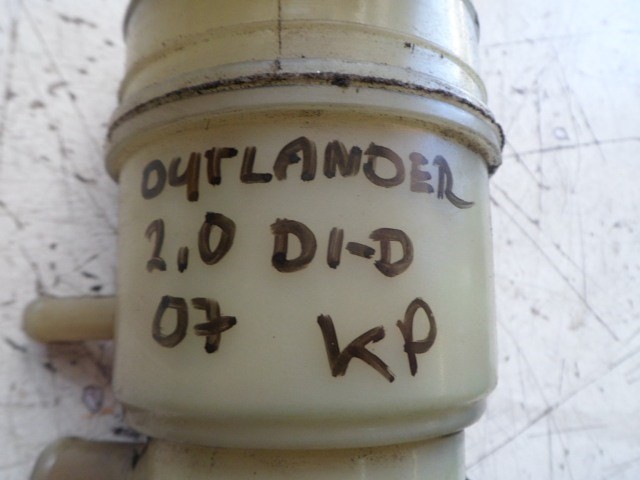 OUTLANDER
2.0 DI-D
07 KP